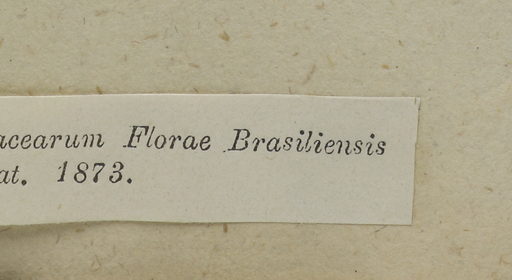 acearum Florae Brasiliensis
at. 1873.